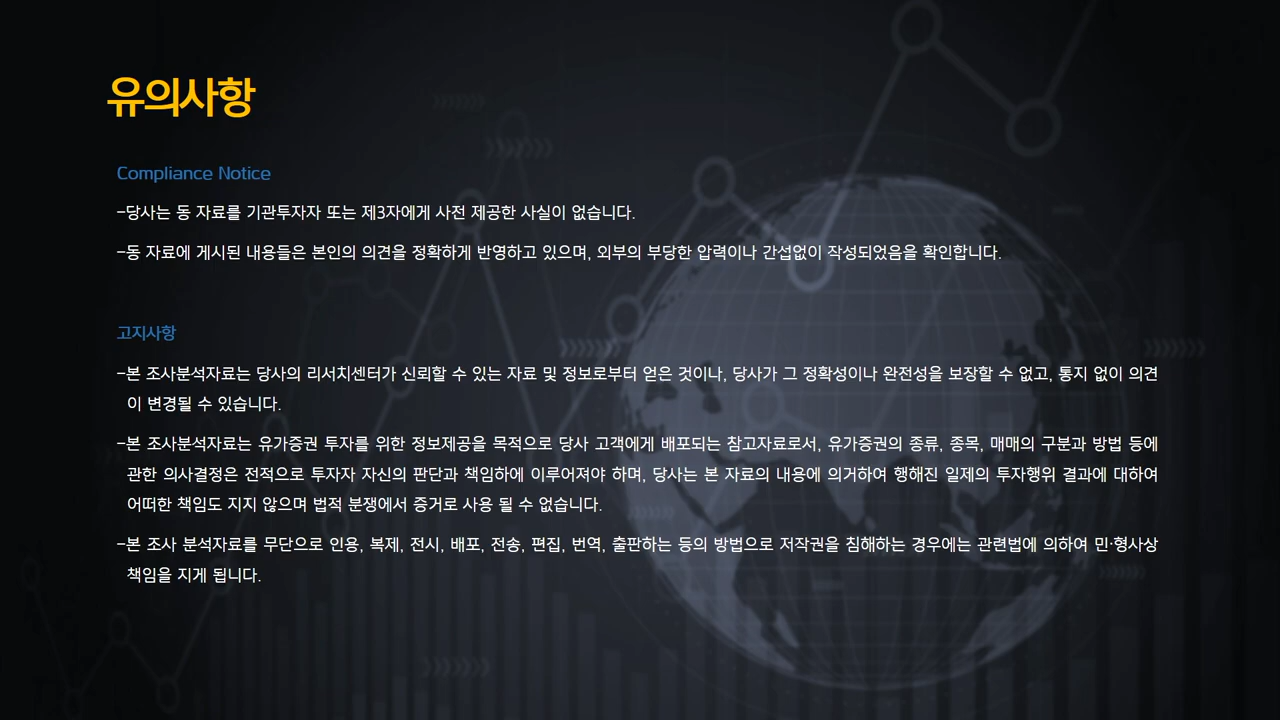 유의사항
Compliance Notice
-당사는 동 자료를 기관투자자 또는 제3자에게 사전 제공한 사실이 없습니다.
-동 자료에 게시된 내용들은 본인의 의견을 정확하게 반영하고 있으며, 외부의 부당한 압력이나 간섭없이 작성되었음을 확인합니다.
고지사항
-본 조사분석자료는 당사의 리서치센터가 신뢰할 수 있는 자료 및 정보로부터 얻은 것이나, 당사가 그 정확성이나 완전성을 보장할 수 없고, 통지 없이 의견
이 변경될 수 있습니다.
-본 조사분석자료는 유가증권 투자를 위한 정보제공을 목적으로 당사 고객에게 배포되는 참고자료로서, 유가증권의 종류, 종목, 매매의 구분과 방법 등에
관한 의사결정은 전적으로 투자자 자신의 판단과 책임하에 이루어져야 하며, 당사는 본 자료의 내용에 의거하여 행해진 일제의 투자행위 결과에 대하여
어떠한 책임도 지지 않으며 법적 분쟁에서 증거로 사용 될 수 없습니다.
-본 조사 분석자료를 무단으로 인용, 복제, 전시, 배포, 전송, 편집, 번역, 출판하는 등의 방법으로 저작권을 침해하는 경우에는 관련법에 의하여 민·형사상
책임을 지게 됩니다.